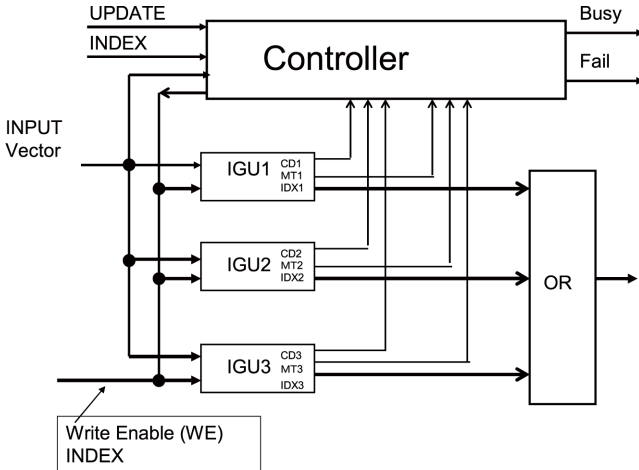 UPDATE
Busy
INDEX
Controller
Fail
INPUT
Vector
IGU1
CD1
MT1
IDX1
IGU2
CD2
MT2
IDX2
OR
IGU3
CD3
MT3
IDX3
Write Enable (WE)
INDEX